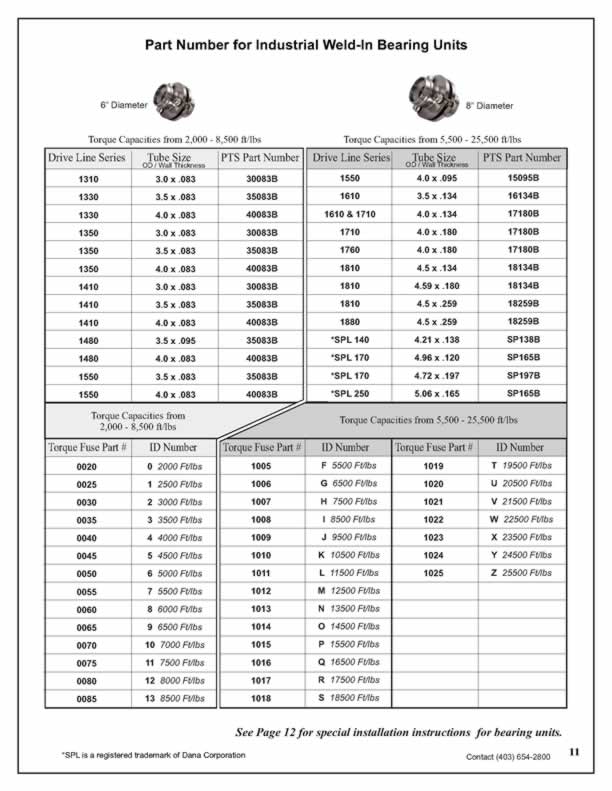 Part Number for Industrial Weld-In Bearing Units
6" Diameter
8" Diameter
Torque Capacities from 2,000 - 8,500 ft/lbs
Torque Capacities from 5,500 - 25,500 ft/lbs
Drive Line Series Tube Size PTS Part Number Drive Line Series Tube Size PTS Part Number
OD / Wall Thickness OD / Wall Thickness
1310 3.0 x .083 30083B 1550 4.0 x .095 15095B
1330 3.5 x .083 35083B 1610 3.5 x .134 16134B
1330 4.0 x .083 40083B 1610 & 1710 4.0 x .134 17180B
1350 3.0 x .083 30083B 1710 4.0 x .180 17180B
1350 3.5 x .083 35083B 1760 4.0 x .180 17180B
1350 4.0 x .083 40083B 1810 4.5 x .134 18134B
1410 3.0 x .083 30083B 1810 4.59 x .180 18134B
1410 3.5 x .083 35083B 1810 4.5 x .259 18259B
1410 4.0 x .083 40083B 1880 4.5 x .259 18259B
1480 3.5 x .095 35083B *SPL 140 4.21 x .138 SP138B
1480 4.0 x .083 40083B *SPL 170 4.96 x .120 SP165B
1550 3.5 x .083 35083B *SPL 170 4.72 x .197 SP197B
1550 4.0 x .083 40083B *SPL 250 5.06 x .165 SP165B
Torque Capacities from
2,000 - 8,500 ft/lbs
Torque Capacities from 5,500 - 25,500 ft/lbs
Torque Fuse Part # ID Number Torque Fuse Part # ID Number Torque Fuse Part # ID Number
0020 0 2000 Ft/lbs 1005 F 5500 Ft/lbs 1019 T 19500 Ft/lbs
0025 1 2500 Ft/lbs 1006 G 6500 Ft/lbs 1020 U 20500 Ft/lbs
0030 2 3000 Ft/lbs 1007 H 7500 Ft/lbs 1021 V 21500 Ft/lbs
0035 3 3500 Ft/lbs 1008 I 8500 Ft/lbs 1022 W 22500 Ft/lbs
0040 4 4000 Ft/lbs 1009 J 9500 Ft/lbs 1023 X 23500 Ft/lbs
0045 5 4500 Ft/lbs 1010 K 10500 Ft/lbs 1024 Y 24500 Ft/lbs
0050 6 5000 Ft/lbs 1011 L 11500 Ft/lbs 1025 Z 25500 Ft/lbs
0055 7 5500 Ft/lbs 1012 M 12500 Ft/lbs
0060 8 6000 Ft/lbs 1013 N 13500 Ft/lbs
0065 9 6500 Ft/lbs 1014 O 14500 Ft/lbs
0070 10 7000 Ft/lbs 1015 P 15500 Ft/lbs
0075 11 7500 Ft/lbs 1016 Q 16500 Ft/lbs
0080 12 8000 Ft/lbs 1017 R 17500 Ft/lbs
0085 13 8500 Ft/lbs 1018 S 18500 Ft/lbs
See Page 12 for special installation instructions for bearing units.
*SPL is a registered trademark of Dana Corporation
Contact (403) 654-2800 11